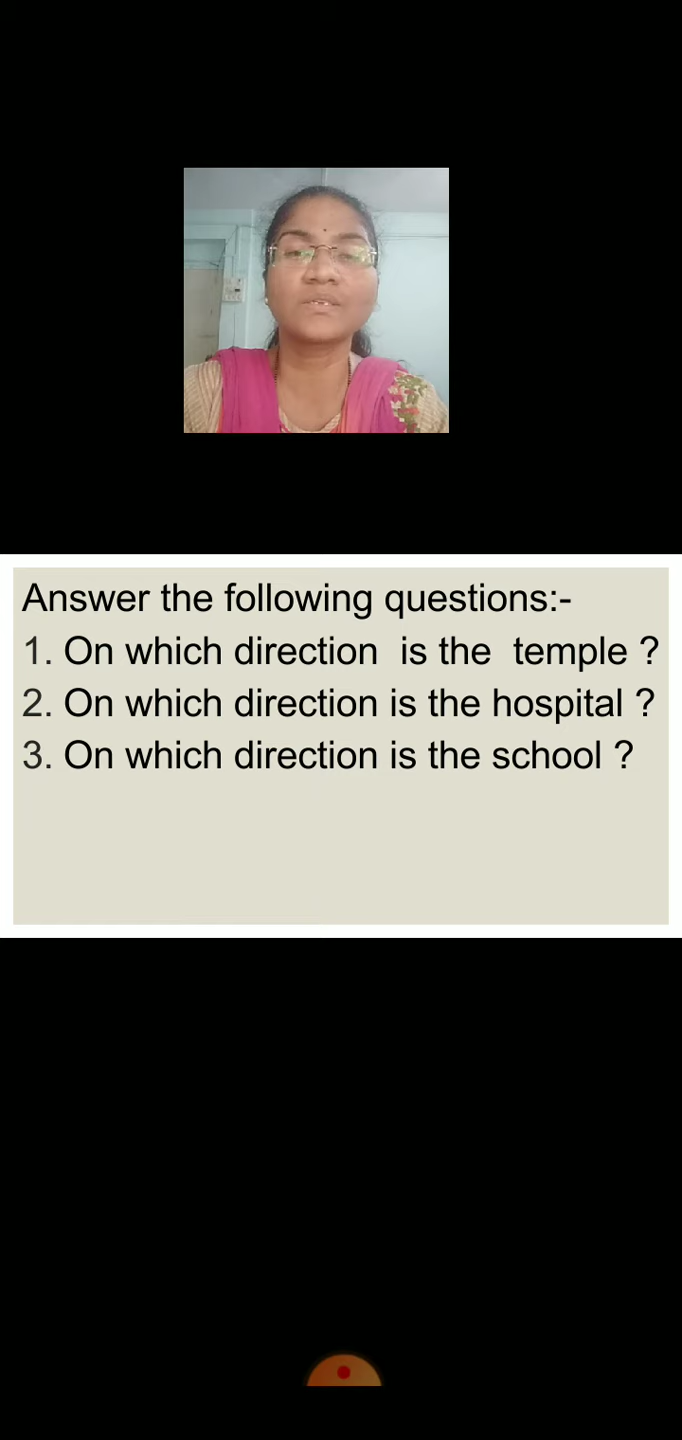 Answer the following questions:-
1. On which direction is the temple ?
2. On which direction is the hospital ?
3. On which direction is the school ?